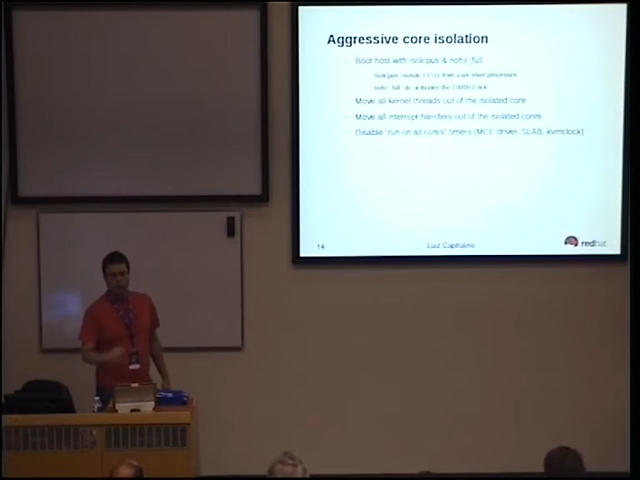 Aggressive core isolation
Boot host with isolcpus & nohz_full
Move all kernel threads out of the isolated core
Move all interrupt handlers out of the isolated cores
Disable "run on all cores" timers (MCE driver, SLAB, kvmclock)
14
Luiz Capitulino
redhat